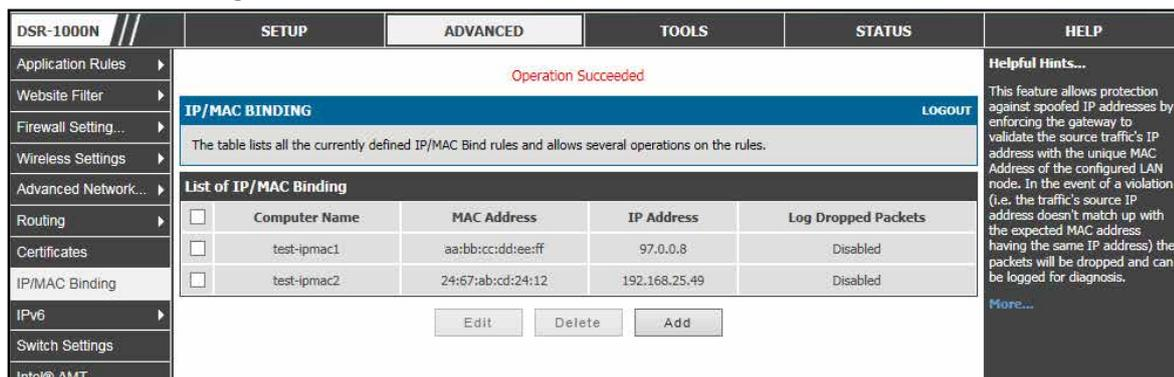 DSR-1000N
SETUP
ADVANCED
TOOLS
STATUS
HELP
Application Rules
Website Filter
Firewall Setting...
Wireless Settings
Advanced Network...
Routing
Certificates
IP/MAC Binding
IPv6
Switch Settings
Intel® AMT
Operation Succeeded
IP/MAC BINDING
LOGOUT
The table lists all the currently defined IP/MAC Bind rules and allows several operations on the rules.
List of IP/MAC Binding
Computer Name MAC Address IP Address Log Dropped Packets
test-ipmac1 aa:bb:cc:dd:ee:ff 97.0.0.8 Disabled
test-ipmac2 24:67:ab:cd:24:12 192.168.25.49 Disabled
Edit Delete Add
Helpful Hints...
This feature allows protection
against spoofed IP addresses by
enforcing the gateway to
validate the source traffic's IP
address with the unique MAC
Address of the configured LAN
node. In the event of a violation
(i.e. the traffic's source IP
address doesn't match up with
the expected MAC address
having the same IP address) the
packets will be dropped and can
be logged for diagnosis.
More...